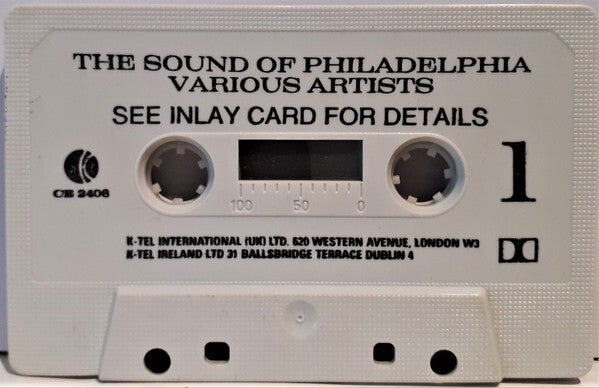 THE SOUND OF PHILADELPHIA
VARIOUS ARTISTS
SEE INLAY CARD FOR DETAILS
CE 2406
1
100 50 0
K-TEL INTERNATIONAL (UK) LTD. 620 WESTERN AVENUE, LONDON W3
K-TEL IRELAND LTD 31 BALLSBRIDGE TERRACE DUBLIN 4